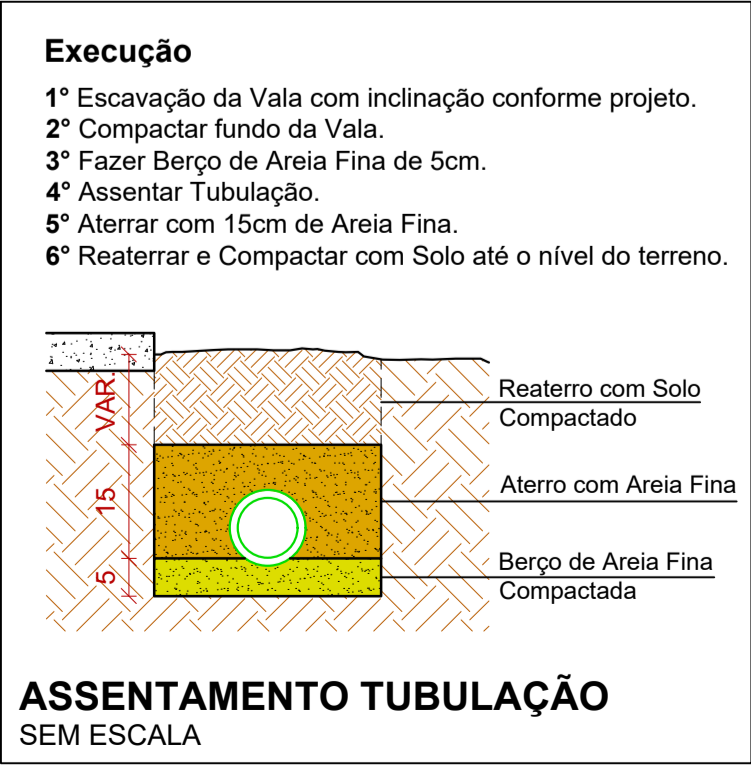 Execução
1° Escavação da Vala com inclinação conforme projeto.
2° Compactar fundo da Vala.
3° Fazer Berço de Areia Fina de 5cm.
4° Assentar Tubulação.
5° Aterrar com 15cm de Areia Fina.
6° Reaterrar e Compactar com Solo até o nível do terreno.
VAR.
Reaterro com Solo
Compactado
15
Aterro com Areia Fina
5
Berço de Areia Fina
Compactada
ASSENTAMENTO TUBULAÇÃO
SEM ESCALA